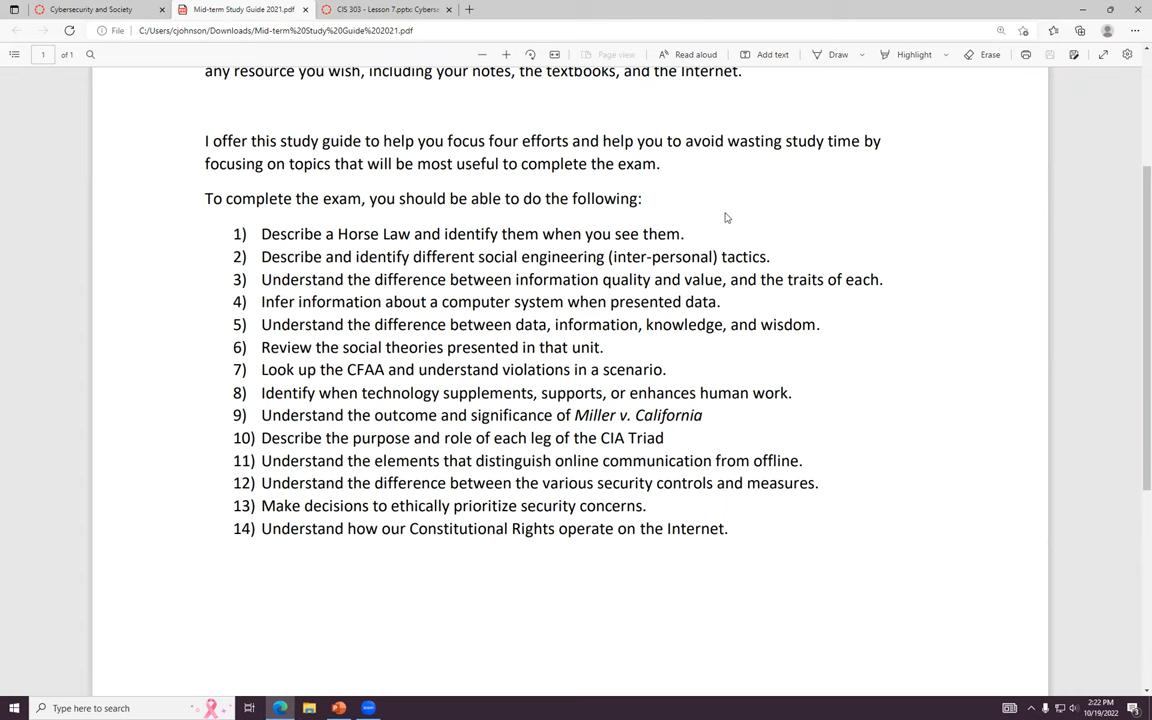 Cybersecurity and Society
Mid-term Study Guide 2021.pdf
CIS 303 - Lesson 7.pptx: Cyberse
File
C:/Users/cjohnson/Downloads/Mid-term%20Study%20Guide%202021.pdf
1 of 1
Page view
Read aloud
Add text
Draw
Highlight
Erase
any resource you wish, including your notes, the textbooks, and the Internet.
I offer this study guide to help you focus four efforts and help you to avoid wasting study time by
focusing on topics that will be most useful to complete the exam.
To complete the exam, you should be able to do the following:
1) Describe a Horse Law and identify them when you see them.
2) Describe and identify different social engineering (inter-personal) tactics.
3) Understand the difference between information quality and value, and the traits of each.
4) Infer information about a computer system when presented data.
5) Understand the difference between data, information, knowledge, and wisdom.
6) Review the social theories presented in that unit.
7) Look up the CFAA and understand violations in a scenario.
8) Identify when technology supplements, supports, or enhances human work.
9) Understand the outcome and significance of Miller v. California
10) Describe the purpose and role of each leg of the CIA Triad
11) Understand the elements that distinguish online communication from offline.
12) Understand the difference between the various security controls and measures.
13) Make decisions to ethically prioritize security concerns.
14) Understand how our Constitutional Rights operate on the Internet.
Type here to search
2:22 PM
10/19/2022
3